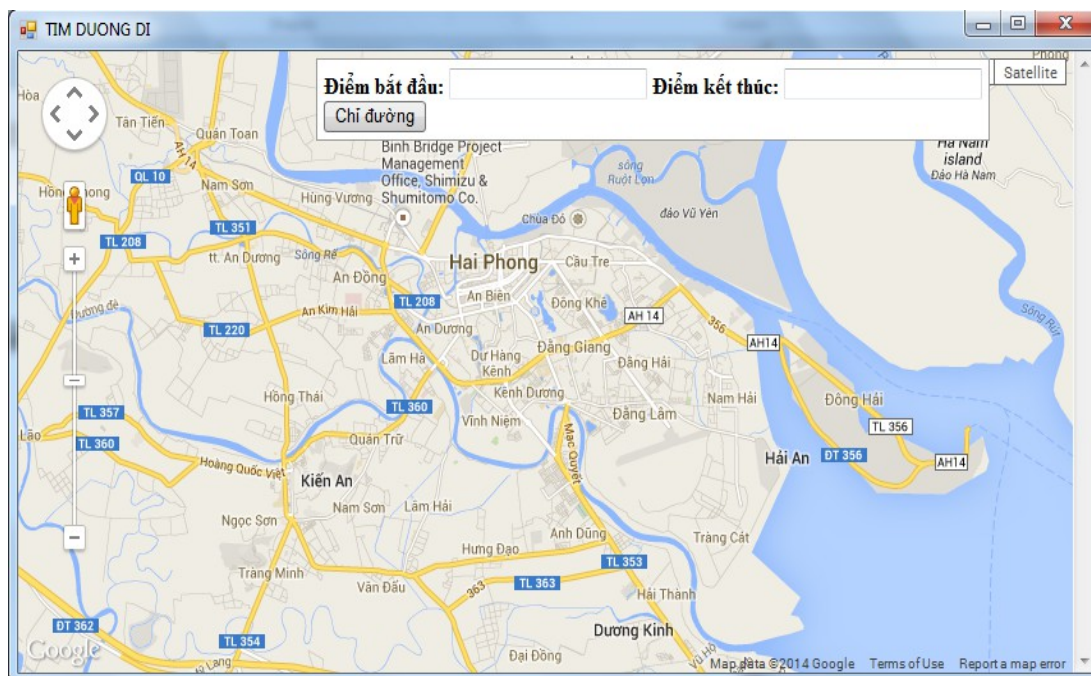 TIM DUONG DI
Điểm bắt đầu:
Điểm kết thúc:
Satellite
Chỉ đường
Phong
Hòa
Tân Tiến
Quán Toan
AH 14
Binh Bridge Project
Management
Office, Shimizu &
Shumitomo Co.
sông
Ruột Lợn
Ha Nam
island
Đảo Hà Nam
QL 10
Nam Sơn
Hùng Vương
TL 351
Chùa Đỏ
đảo Vũ Yên
TL 208
tt. An Dương
Sông Rế
Hai Phong
Cầu Tre
An Đồng
An Biên
Đông Khê
TL 208
AH 14
356
Sông Rút
Đường đê
TL 220
An Kim Hải
An Dương
Lãm Hà
Dư Hàng
Kênh
Đằng Giang
Đằng Hải
AH14
Hồng Thái
Kênh Dương
Nam Hải
Đông Hải
TL 357
TL 360
Vĩnh Niệm
Đằng Lâm
TL 356
Lão
TL 360
Quán Trữ
Mạc Quyết
Hoàng Quốc Việt
Kiến An
Hải An
ĐT 356
AH14
Nam Sơn
Lãm Hải
Ngọc Sơn
Anh Dũng
Tràng Cát
Hưng Đạo
TL 353
Tràng Minh
Văn Đẩu
363
TL 363
Hải Thành
ĐT 362
TL 354
Dương Kinh
Google
Mỹ Lang
Đại Đồng
Vũ Hộ
Map data ©2014 Google
Terms of Use
Report a map error